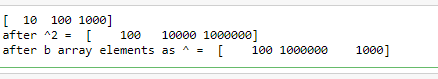 [  10  100 1000]
after ^2 =  [    100   10000 1000000]
after b array elements as ^ =  [    100 1000000    1000]